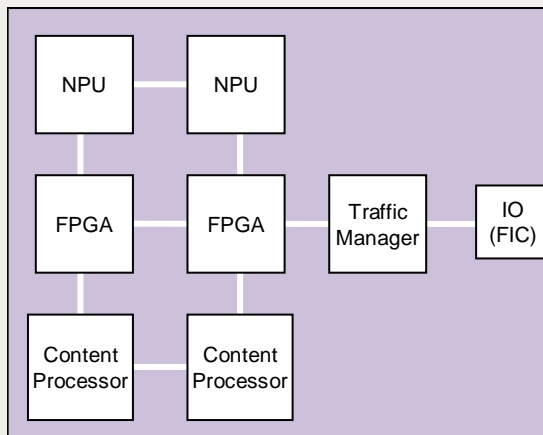 NPU
NPU
FPGA
FPGA
Traffic
Manager
IO
(FIC)
Content
Processor
Content
Processor